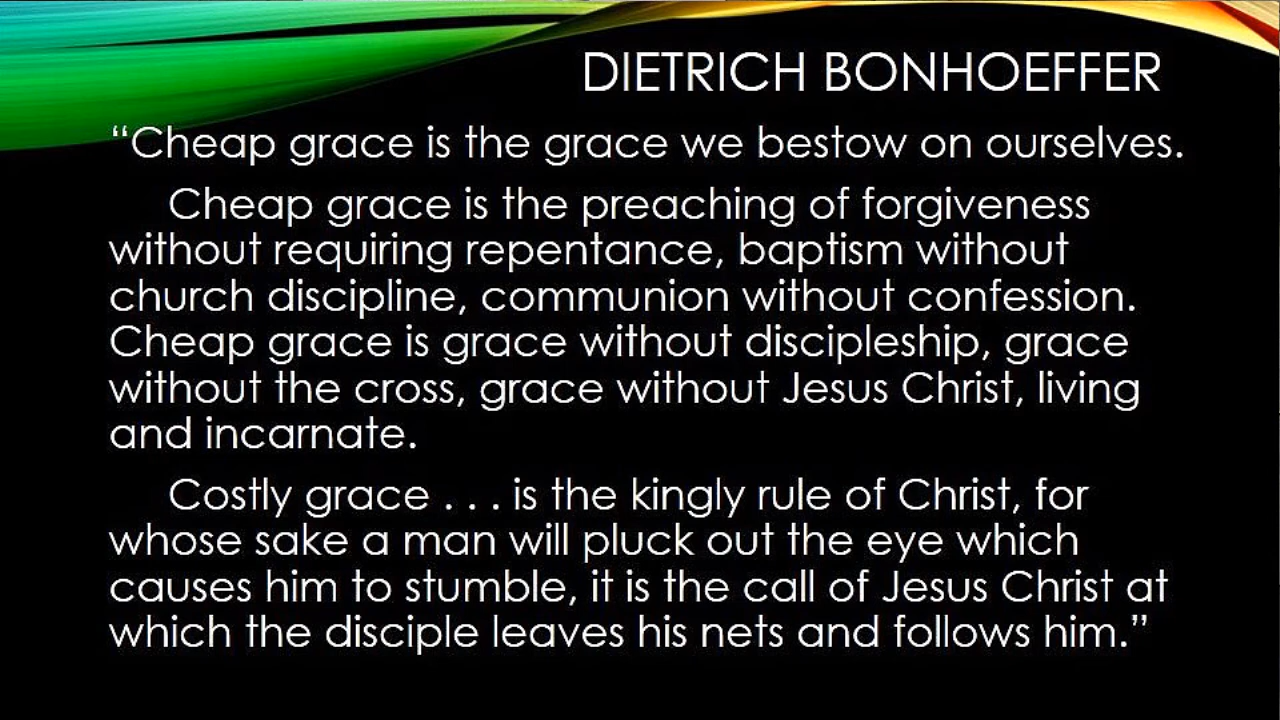 DIETRICH BONHOEFFER
“Cheap grace is the grace we bestow on ourselves.
Cheap grace is the preaching of forgiveness
without requiring repentance, baptism without
church discipline, communion without confession.
Cheap grace is grace without discipleship, grace
without the cross, grace without Jesus Christ, living
and incarnate.
Costly grace . . . is the kingly rule of Christ, for
whose sake a man will pluck out the eye which
causes him to stumble, it is the call of Jesus Christ at
which the disciple leaves his nets and follows him.”